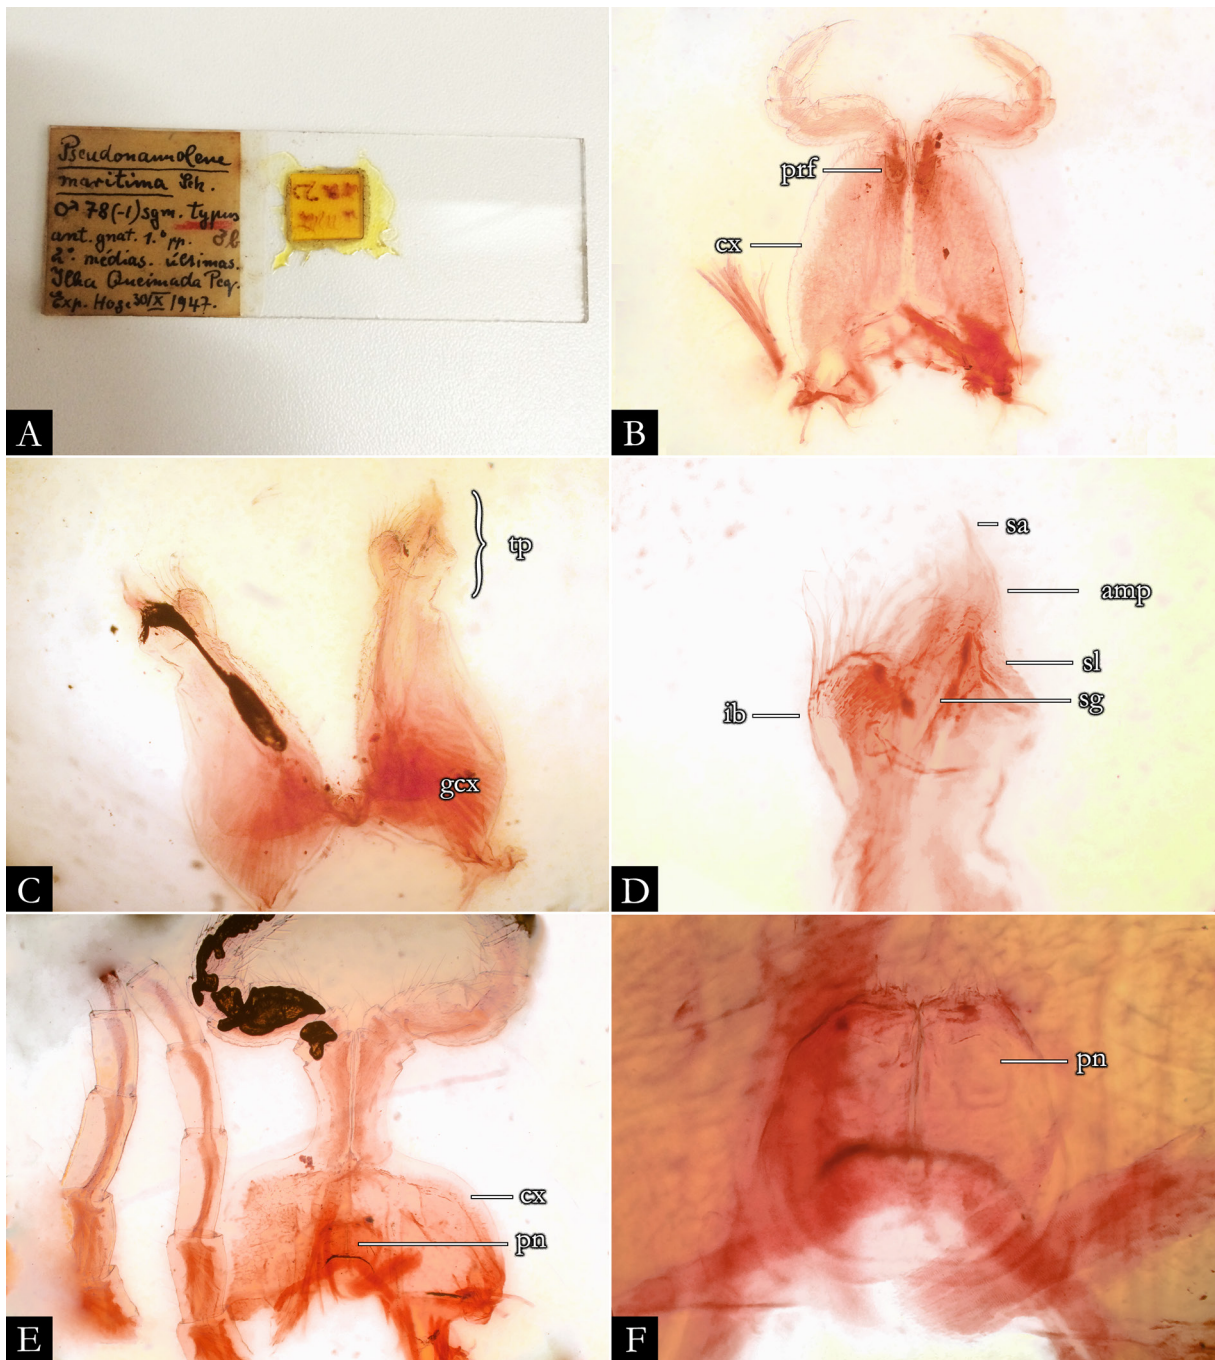 Pseudonannolene
maritima Sch.
♂ 78(-1) sgm. typus
ant. gnat. 1.º pp. ♂b
2.º médias. últimas.
Ilha Queimada Peq.
Exp. Hoge 30/X/1947.
A
prf
cx
B
tp
gcx
C
sa
amp
sl
sg
ib
D
cx
pn
E
pn
F